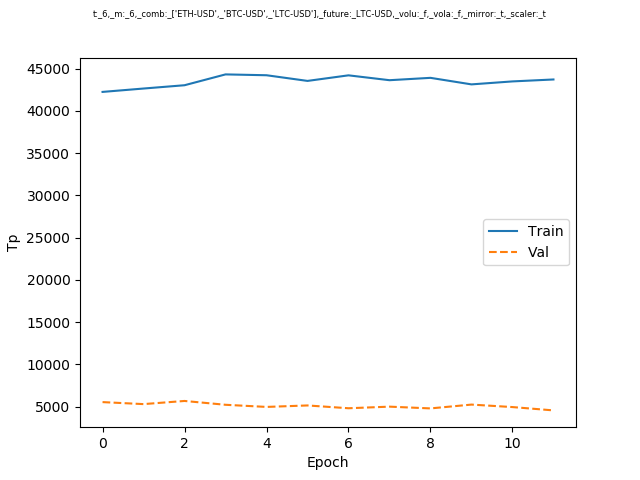 t:_6,_m:_6,_comb:_['ETH-USD',_'BTC-USD',_'LTC-USD'],_future:_LTC-USD,_volu:_f,_vola:_f,_mirror:_t,_scaler:_t
45000
40000
35000
30000
25000
20000
15000
10000
5000
Tp
Train
Val
0 2 4 6 8 10
Epoch